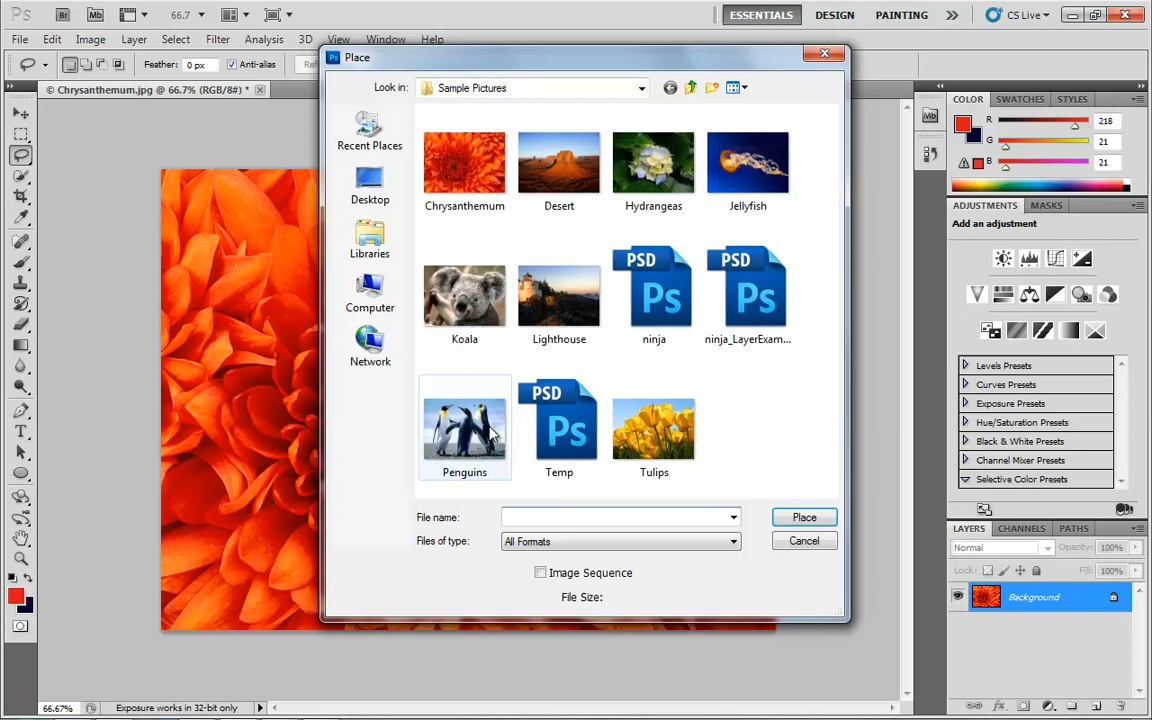 Ps Br Mb 66.7 ESSENTIALS DESIGN PAINTING CS Live
File Edit Image Layer Select Filter Analysis 3D View Window Help
Feather: 0 px Anti-alias
Chrysanthemum.jpg @ 66.7% (RGB/8#) *
Place
Look in: Sample Pictures
Recent Places
Desktop
Libraries
Computer
Network
Chrysanthemum Desert Hydrangeas Jellyfish
PSD PSD
Ps Ps
Koala Lighthouse ninja ninja_LayerExam...
PSD
Ps
Penguins Temp Tulips
File name: Place
Files of type: All Formats Cancel
Image Sequence
File Size:
COLOR SWATCHES STYLES
Mb
R 218
G 21
B 21
ADJUSTMENTS MASKS
Add an adjustment
Levels Presets
Curves Presets
Exposure Presets
Hue/Saturation Presets
Black & White Presets
Channel Mixer Presets
Selective Color Presets
LAYERS CHANNELS PATHS
Normal Opacity: 100%
Lock: Fill: 100%
Background
fx
T
66.67% Exposure works in 32-bit only